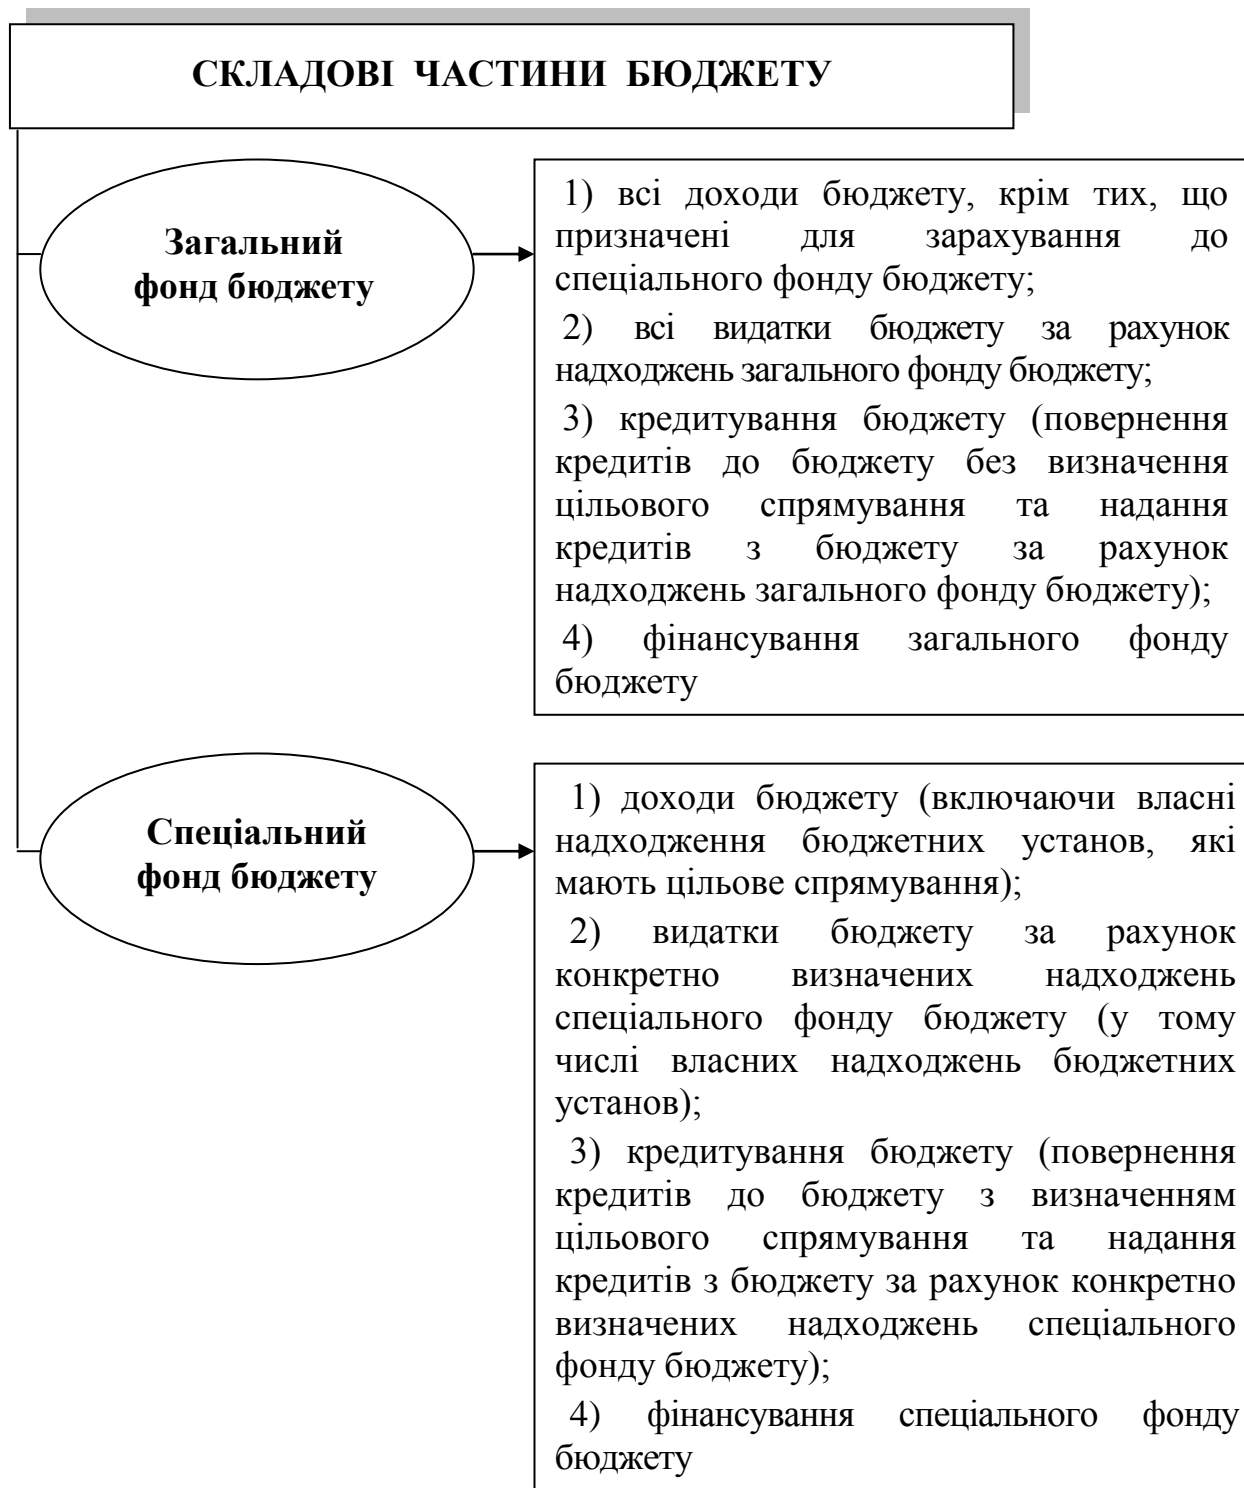 СКЛАДОВІ ЧАСТИНИ БЮДЖЕТУ
Загальний
фонд бюджету
1) всі доходи бюджету, крім тих, що
призначені для зарахування до
спеціального фонду бюджету;
2) всі видатки бюджету за рахунок
надходжень загального фонду бюджету;
3) кредитування бюджету (повернення
кредитів до бюджету без визначення
цільового спрямування та надання
кредитів з бюджету за рахунок
надходжень загального фонду бюджету);
4) фінансування загального фонду
бюджету
Спеціальний
фонд бюджету
1) доходи бюджету (включаючи власні
надходження бюджетних установ, які
мають цільове спрямування);
2) видатки бюджету за рахунок
конкретно визначених надходжень
спеціального фонду бюджету (у тому
числі власних надходжень бюджетних
установ);
3) кредитування бюджету (повернення
кредитів до бюджету з визначенням
цільового спрямування та надання
кредитів з бюджету за рахунок конкретно
визначених надходжень спеціального
фонду бюджету);
4) фінансування спеціального фонду
бюджету